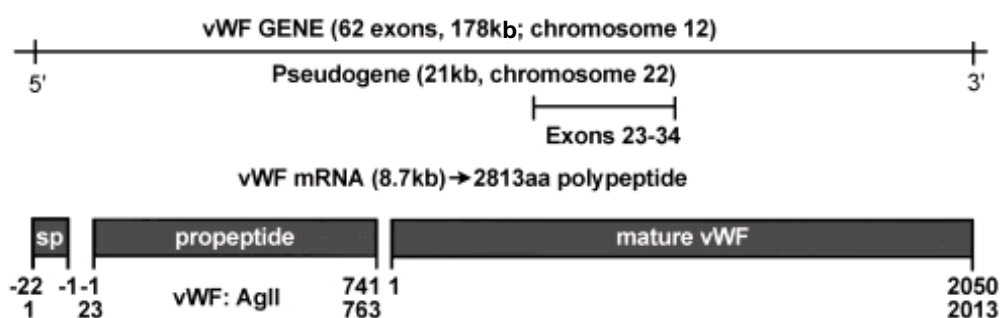 vWF GENE (62 exons, 178kb; chromosome 12)
5'
3'
Pseudogene (21kb, chromosome 22)
Exons 23-34
vWF mRNA (8.7kb)→2813aa polypeptide
sp propeptide mature vWF
-22 -1 -1 741 1 2050
1 23 vWF: AgII 763 2013